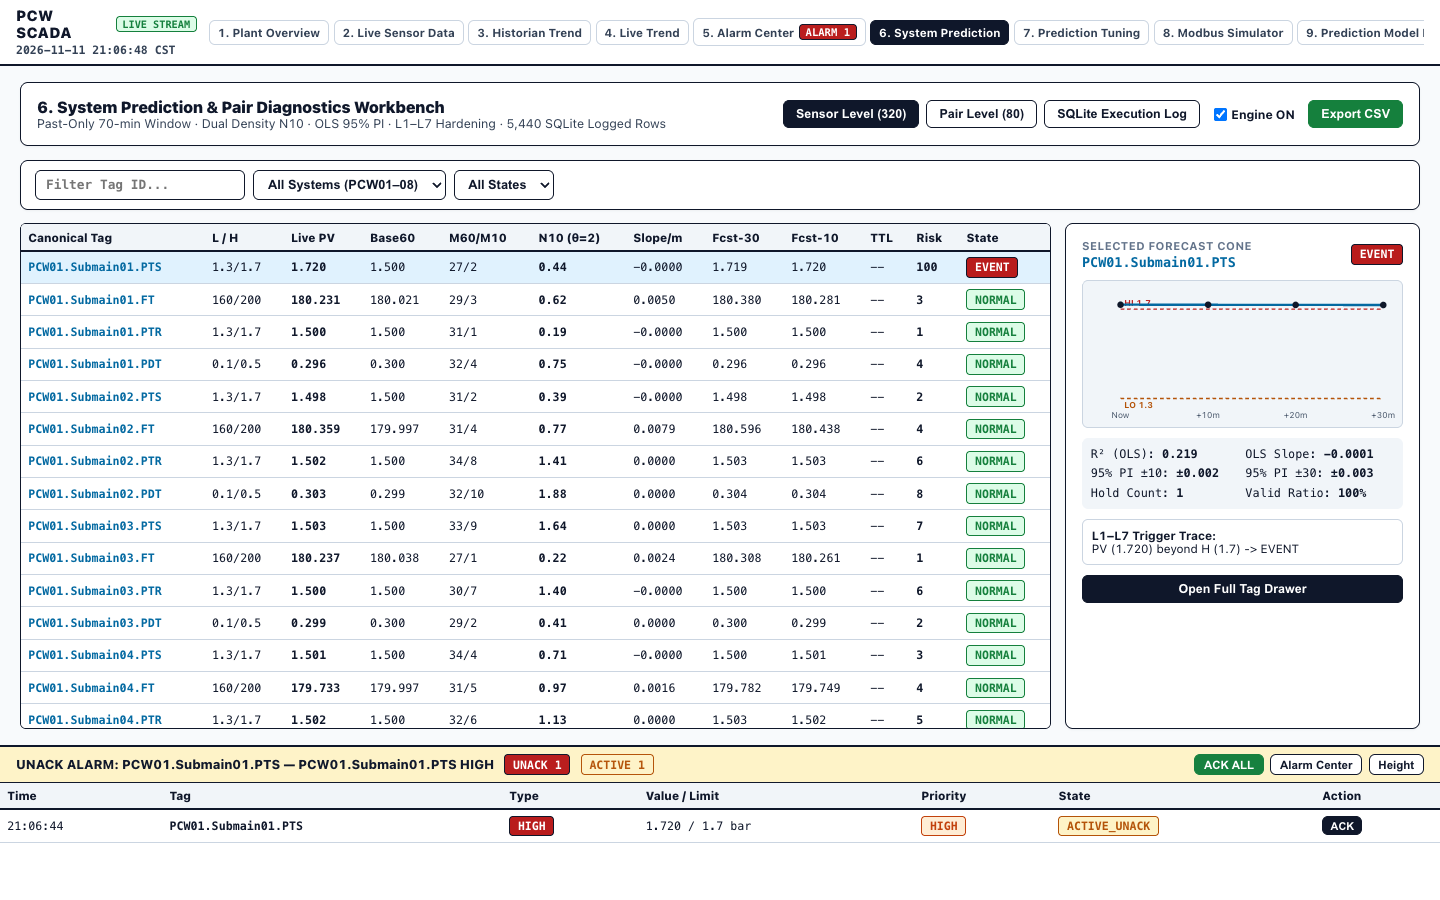 PCW SCADA
LIVE STREAM
2026-11-11 21:06:48 CST
1. Plant Overview
2. Live Sensor Data
3. Historian Trend
4. Live Trend
5. Alarm Center ALARM 1
6. System Prediction
7. Prediction Tuning
8. Modbus Simulator
9. Prediction Model
6. System Prediction & Pair Diagnostics Workbench
Past-Only 70-min Window · Dual Density N10 · OLS 95% PI · L1–L7 Hardening · 5,440 SQLite Logged Rows
Sensor Level (320)
Pair Level (80)
SQLite Execution Log
Engine ON
Export CSV
Filter Tag ID...
All Systems (PCW01–08)
All States
Canonical Tag L / H Live PV Base60 M60/M10 N10 (θ=2) Slope/m Fcst-30 Fcst-10 TTL Risk State
PCW01.Submain01.PTS 1.3/1.7 1.720 1.500 27/2 0.44 −0.0000 1.719 1.720 −− 100 EVENT
PCW01.Submain01.FT 160/200 180.231 180.021 29/3 0.62 0.0050 180.380 180.281 −− 3 NORMAL
PCW01.Submain01.PTR 1.3/1.7 1.500 1.500 31/1 0.19 −0.0000 1.500 1.500 −− 1 NORMAL
PCW01.Submain01.PDT 0.1/0.5 0.296 0.300 32/4 0.75 −0.0000 0.296 0.296 −− 4 NORMAL
PCW01.Submain02.PTS 1.3/1.7 1.498 1.500 31/2 0.39 −0.0000 1.498 1.498 −− 2 NORMAL
PCW01.Submain02.FT 160/200 180.359 179.997 31/4 0.77 0.0079 180.596 180.438 −− 4 NORMAL
PCW01.Submain02.PTR 1.3/1.7 1.502 1.500 34/8 1.41 0.0000 1.503 1.503 −− 6 NORMAL
PCW01.Submain02.PDT 0.1/0.5 0.303 0.299 32/10 1.88 0.0000 0.304 0.304 −− 8 NORMAL
PCW01.Submain03.PTS 1.3/1.7 1.503 1.500 33/9 1.64 0.0000 1.503 1.503 −− 7 NORMAL
PCW01.Submain03.FT 160/200 180.237 180.038 27/1 0.22 0.0024 180.308 180.261 −− 1 NORMAL
PCW01.Submain03.PTR 1.3/1.7 1.500 1.500 30/7 1.40 −0.0000 1.500 1.500 −− 6 NORMAL
PCW01.Submain03.PDT 0.1/0.5 0.299 0.300 29/2 0.41 0.0000 0.300 0.299 −− 2 NORMAL
PCW01.Submain04.PTS 1.3/1.7 1.501 1.500 34/4 0.71 −0.0000 1.500 1.501 −− 3 NORMAL
PCW01.Submain04.FT 160/200 179.733 179.997 31/5 0.97 0.0016 179.782 179.749 −− 4 NORMAL
PCW01.Submain04.PTR 1.3/1.7 1.502 1.500 32/6 1.13 0.0000 1.503 1.502 −− 5 NORMAL
SELECTED FORECAST CONE
PCW01.Submain01.PTS
EVENT
HI 1.7
LO 1.3
Now +10m +20m +30m
R² (OLS): 0.219 OLS Slope: −0.0001
95% PI ±10: ±0.002 95% PI ±30: ±0.003
Hold Count: 1 Valid Ratio: 100%
L1–L7 Trigger Trace:
PV (1.720) beyond H (1.7) -> EVENT
Open Full Tag Drawer
UNACK ALARM: PCW01.Submain01.PTS — PCW01.Submain01.PTS HIGH UNACK 1 ACTIVE 1
ACK ALL Alarm Center Height
Time Tag Type Value / Limit Priority State Action
21:06:44 PCW01.Submain01.PTS HIGH 1.720 / 1.7 bar HIGH ACTIVE_UNACK ACK